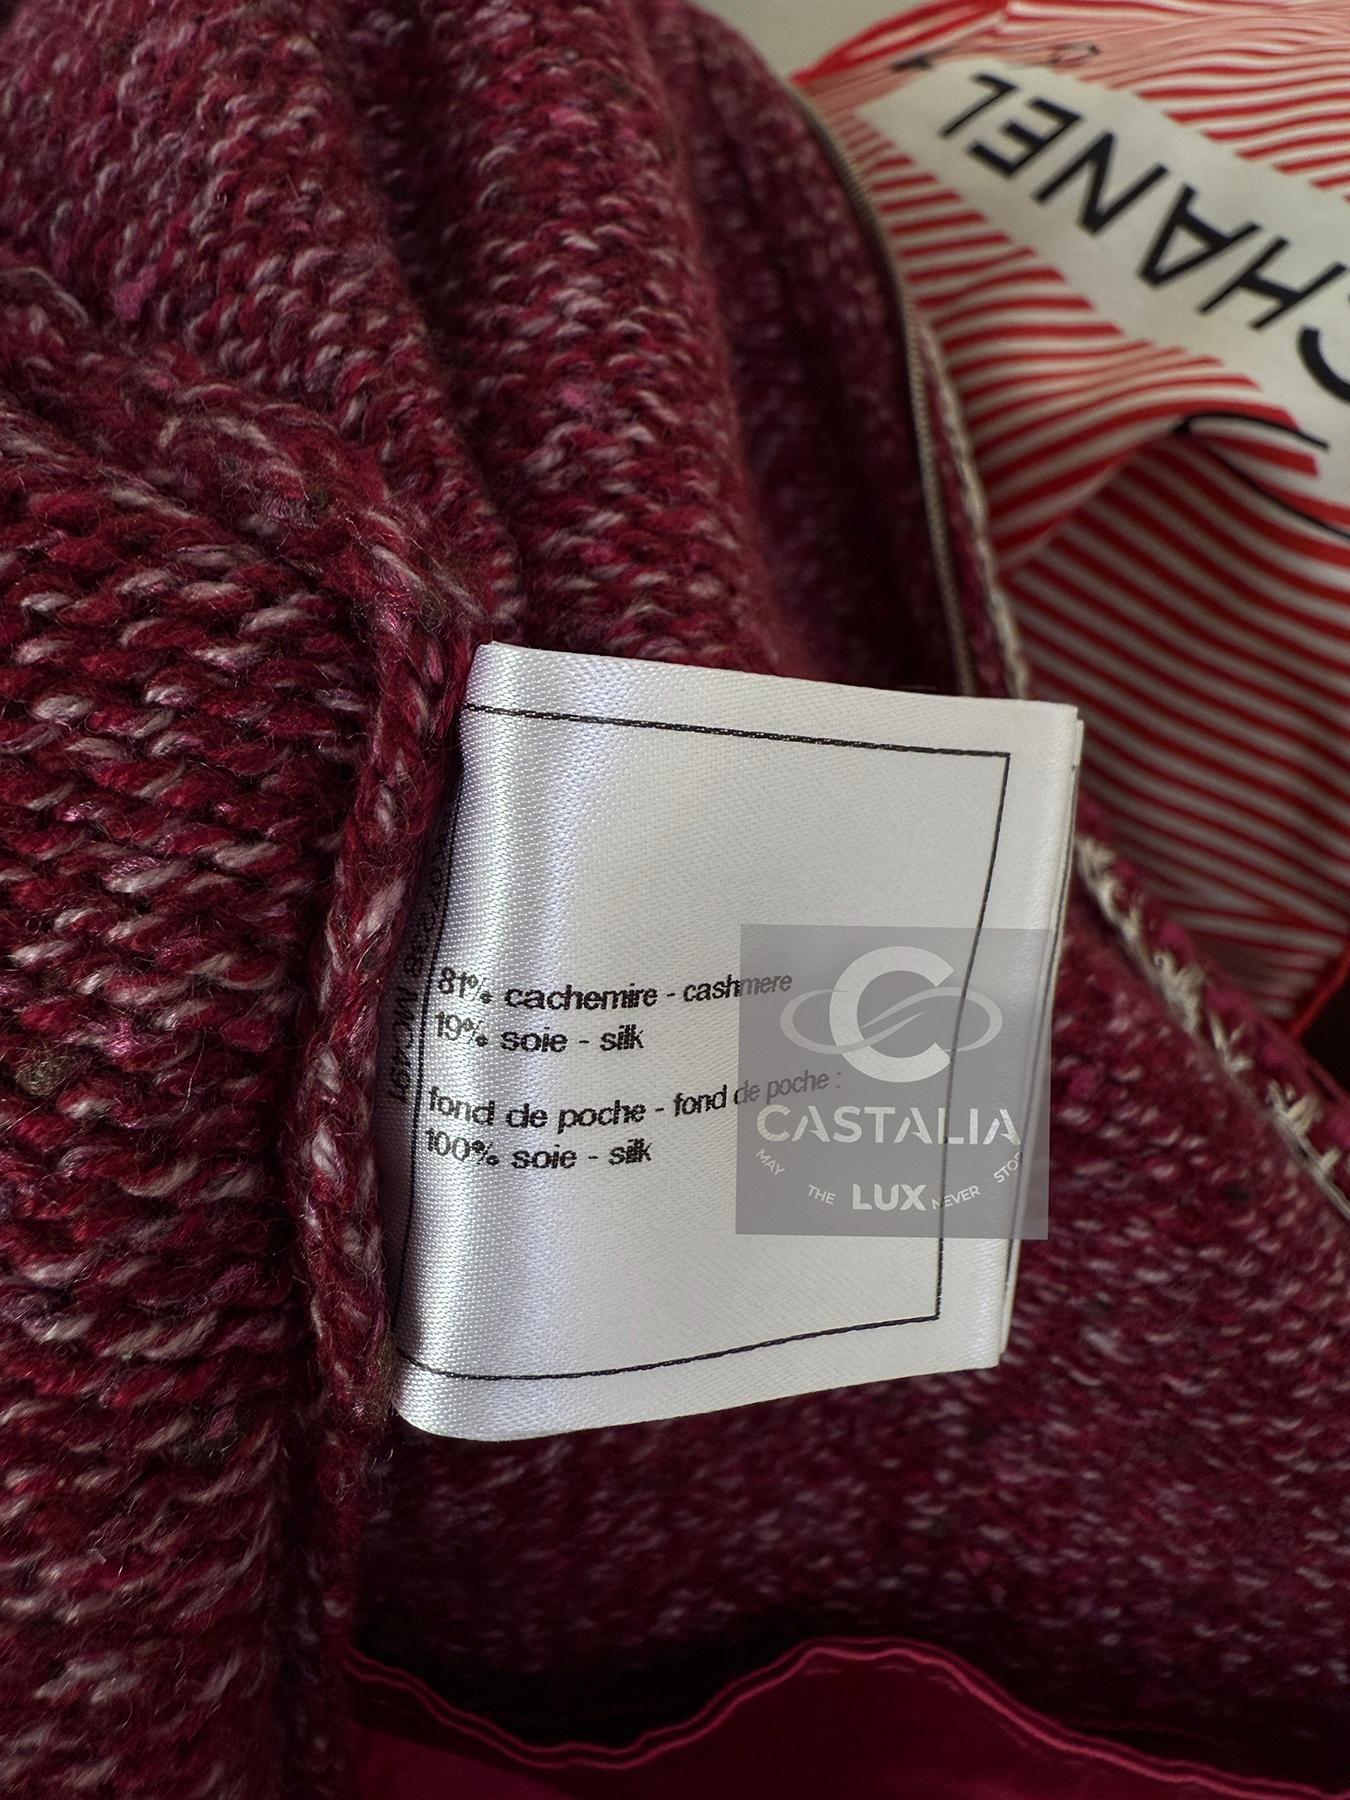 CHANEL
81% cachemire - cashmere
19% soie - silk
fond de poche - fond de poche :
100% soie - silk
C
CASTALIA
MAY THE LUX NEVER STOP